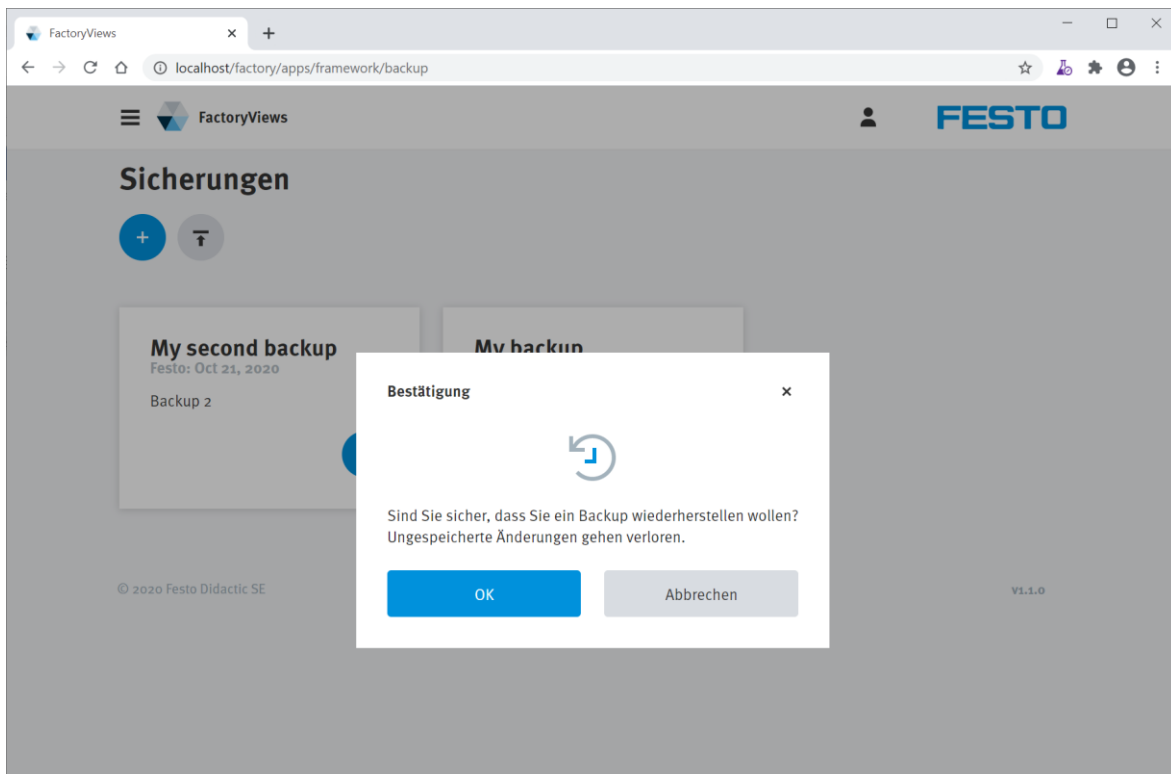 FactoryViews
localhost/factory/apps/framework/backup
FactoryViews
FESTO
Sicherungen
My second backup
Festo: Oct 21, 2020
Backup 2
My backup
Bestätigung
Sind Sie sicher, dass Sie ein Backup wiederherstellen wollen?
Ungespeicherte Änderungen gehen verloren.
OK
Abbrechen
© 2020 Festo Didactic SE
V1.1.0